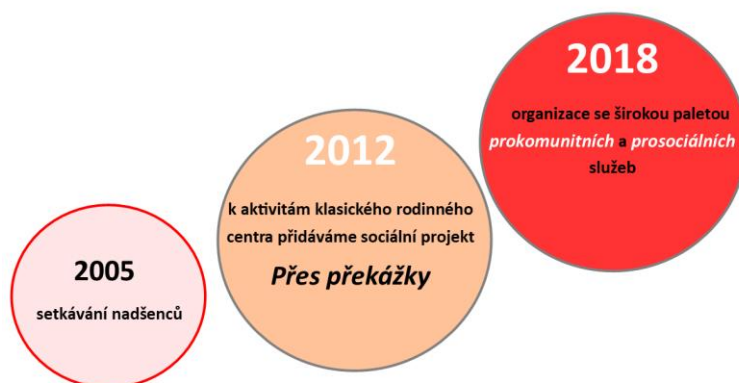 2005
setkávání nadšenců
2012
k aktivitám klasického rodinného
centra přidáváme sociální projekt
Přes překážky
2018
organizace se širokou paletou
prokomunitních a prosociálních
služeb